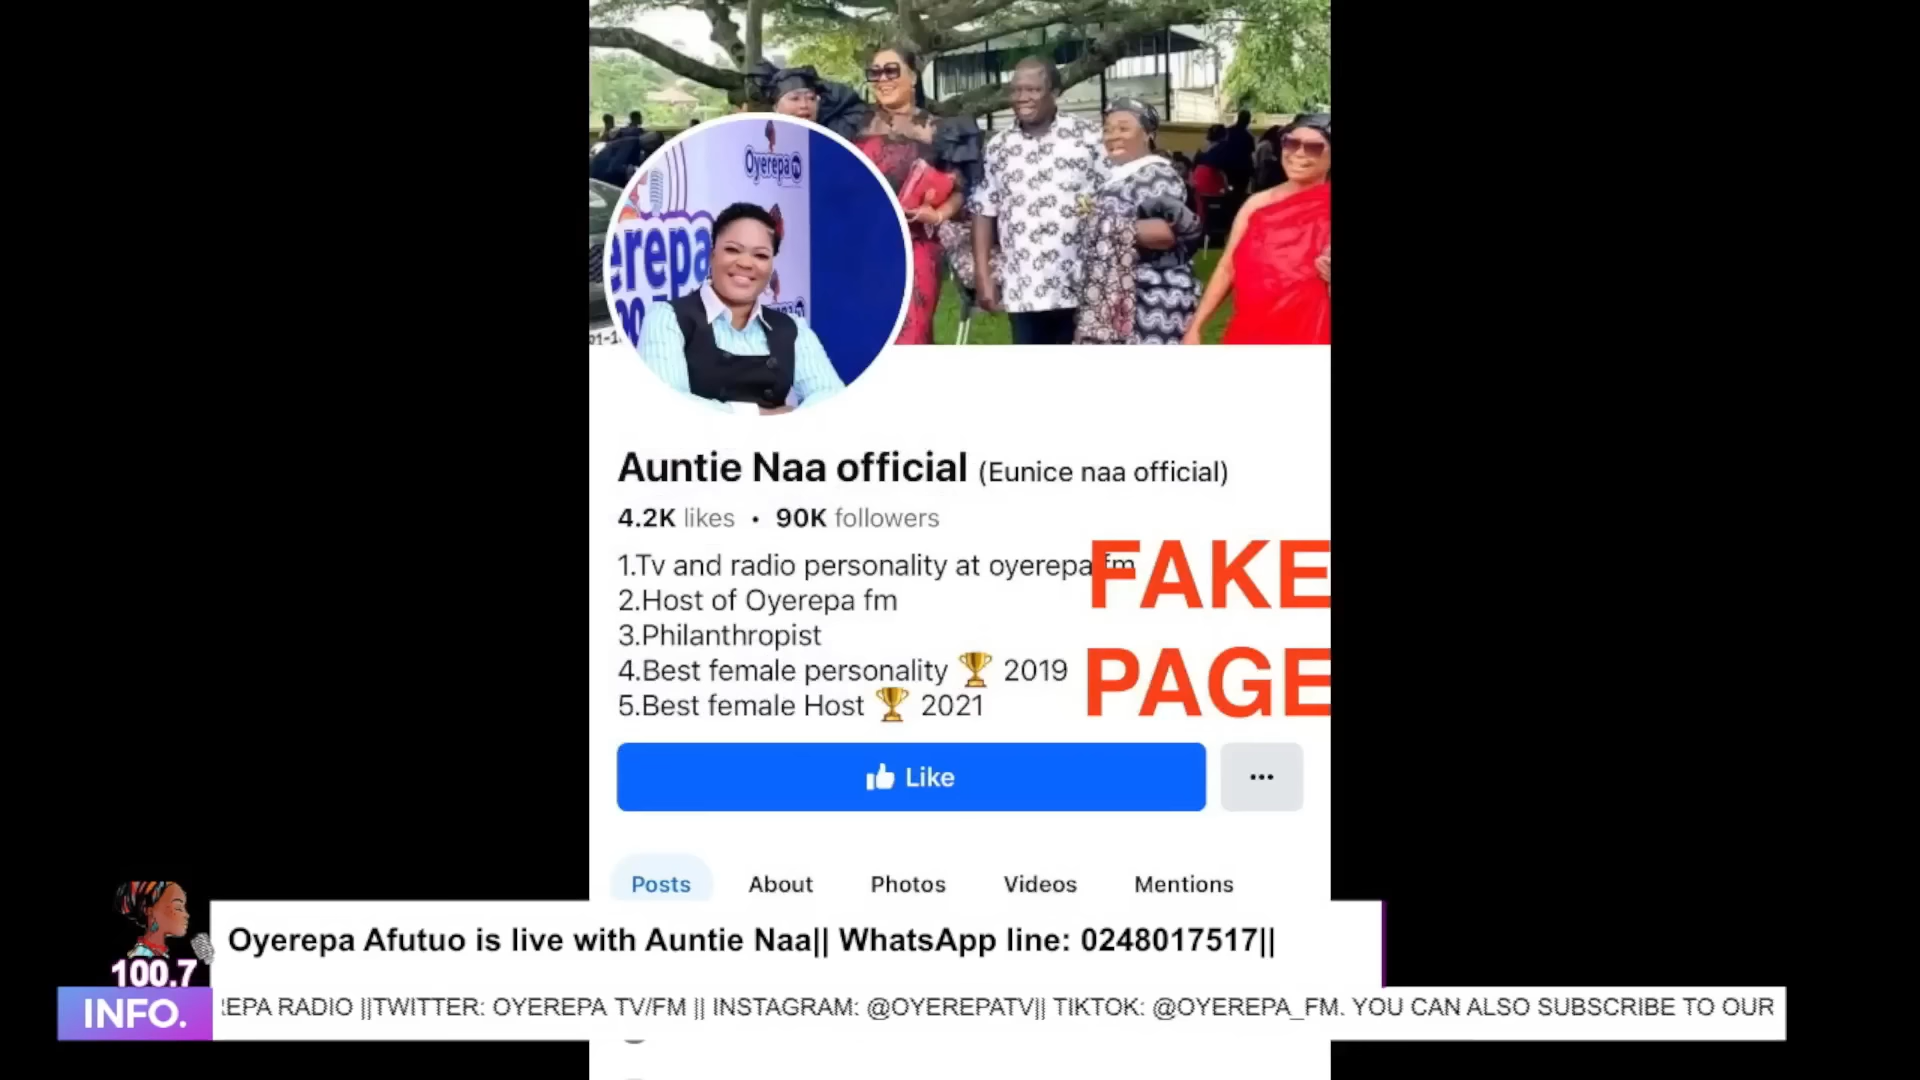 Oyerepa TV
erepa
Auntie Naa official (Eunice naa official)
4.2K likes • 90K followers
1.Tv and radio personality at oyerepa fm
2.Host of Oyerepa fm
3.Philanthropist
4.Best female personality 🏆 2019
5.Best female Host 🏆 2021
FAKE
PAGE
Like
Posts About Photos Videos Mentions
Oyerepa Afutuo is live with Auntie Naa|| WhatsApp line: 0248017517||
100.7
INFO.
EPA RADIO ||TWITTER: OYEREPA TV/FM || INSTAGRAM: @OYEREPATV|| TIKTOK: @OYEREPA_FM. YOU CAN ALSO SUBSCRIBE TO OUR